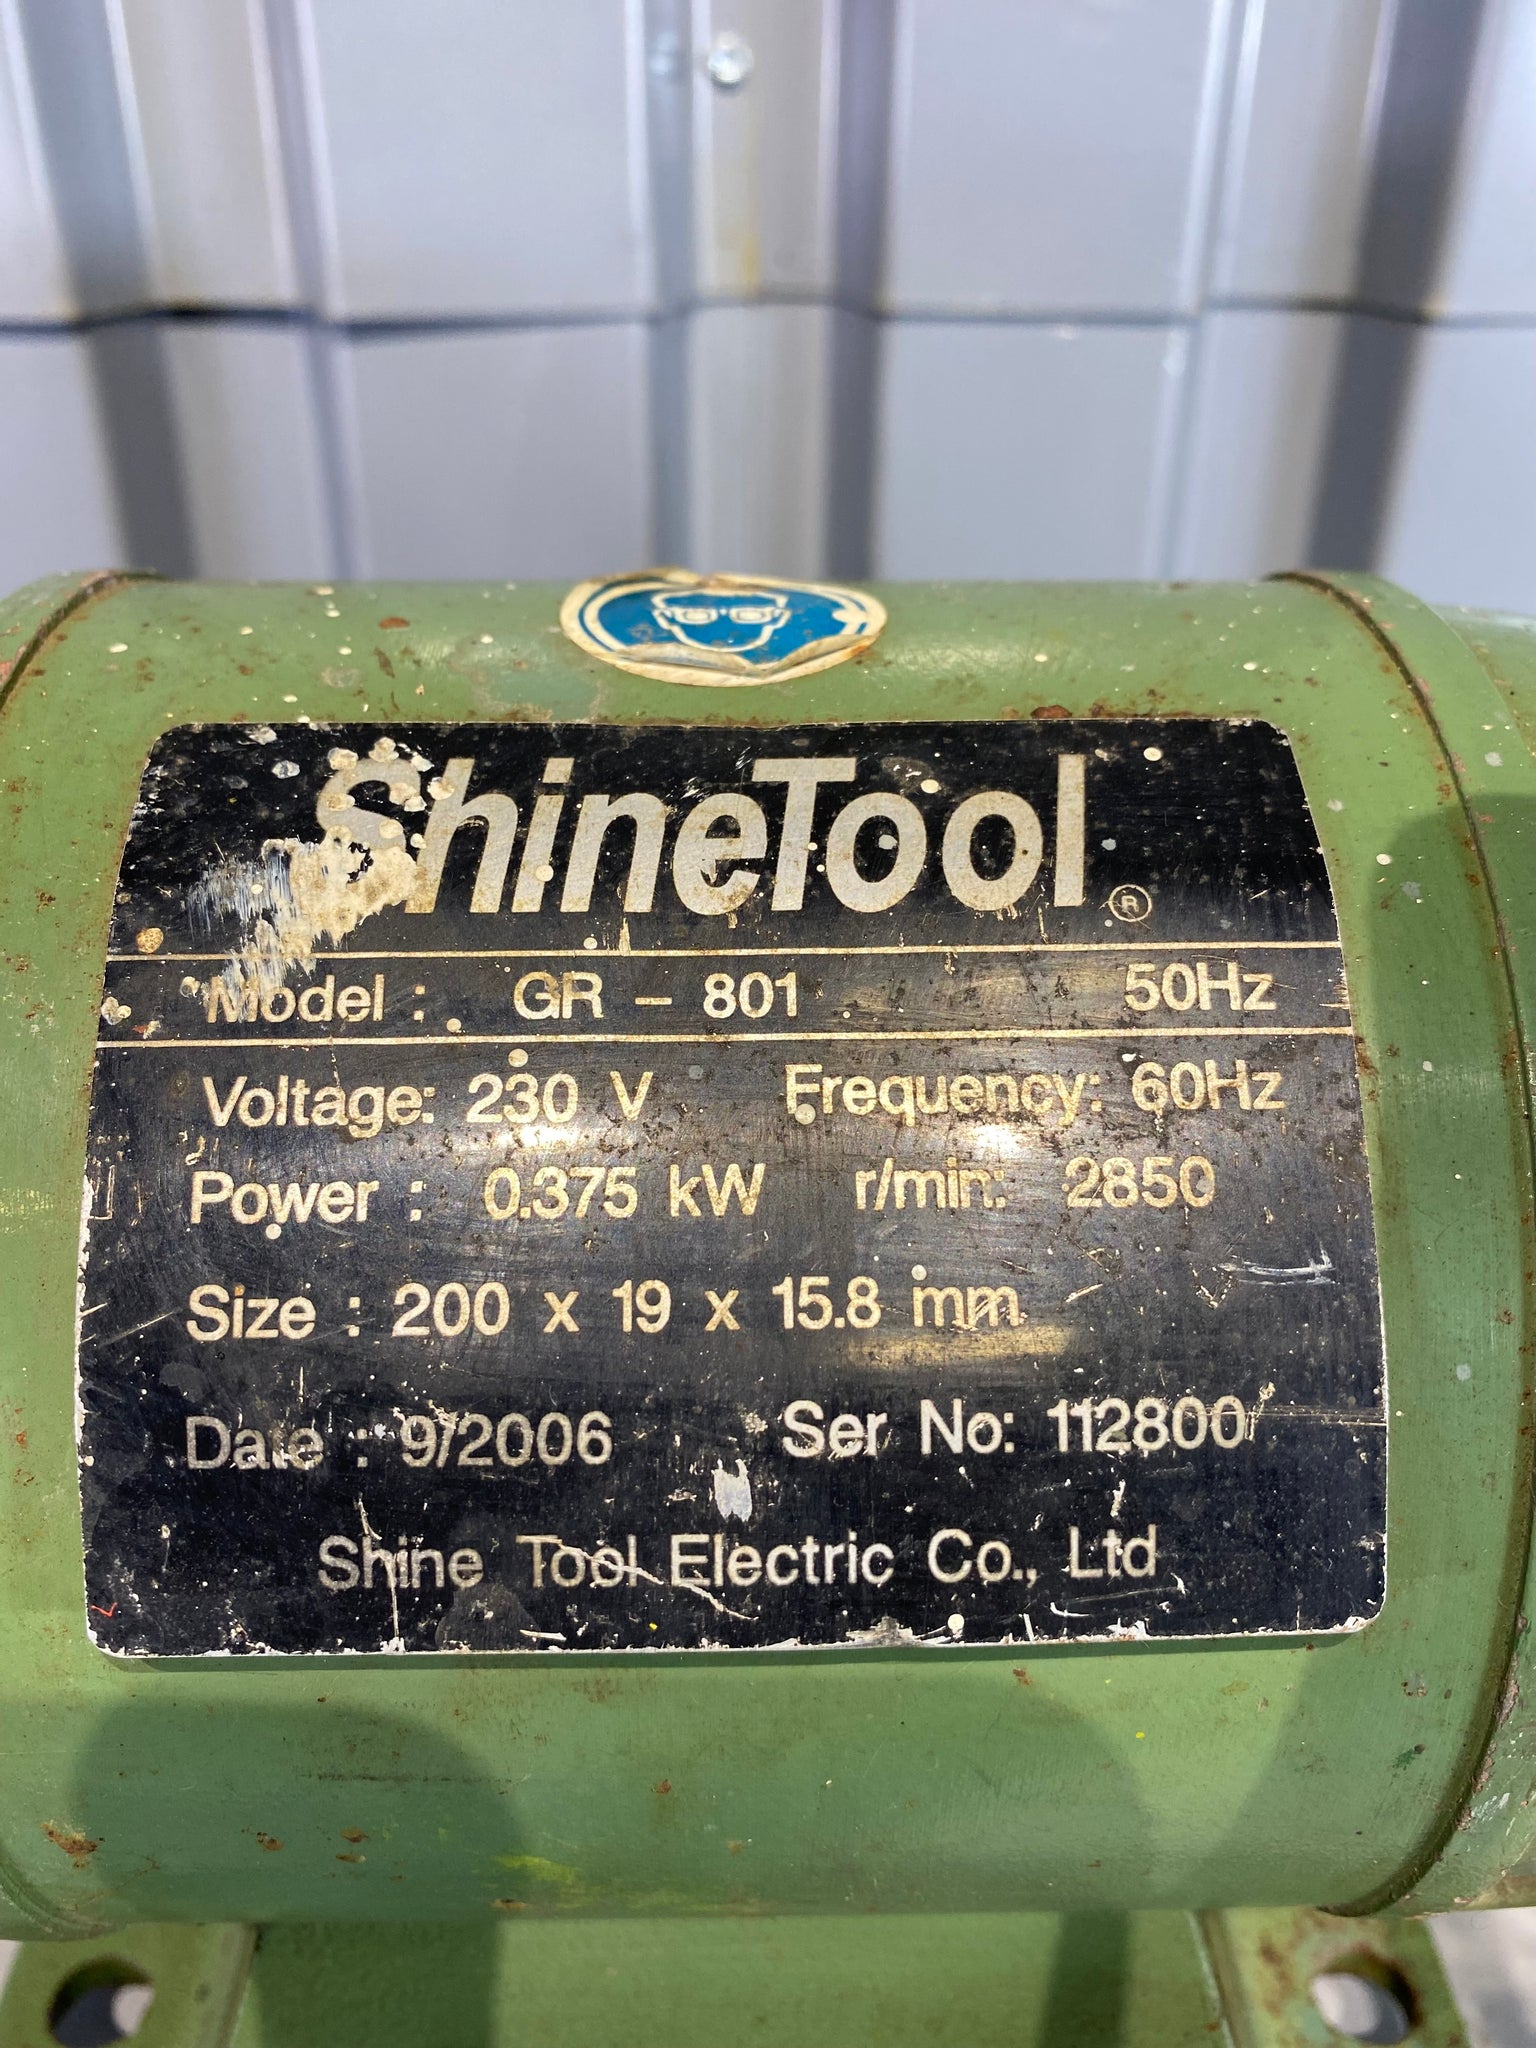 ShineTool ®
Model : GR - 801 50Hz
Voltage: 230 V Frequency: 60Hz
Power : 0.375 kW r/min: 2850
Size : 200 x 19 x 15.8 mm
Date : 9/2006 Ser No: 112800
Shine Tool Electric Co., Ltd